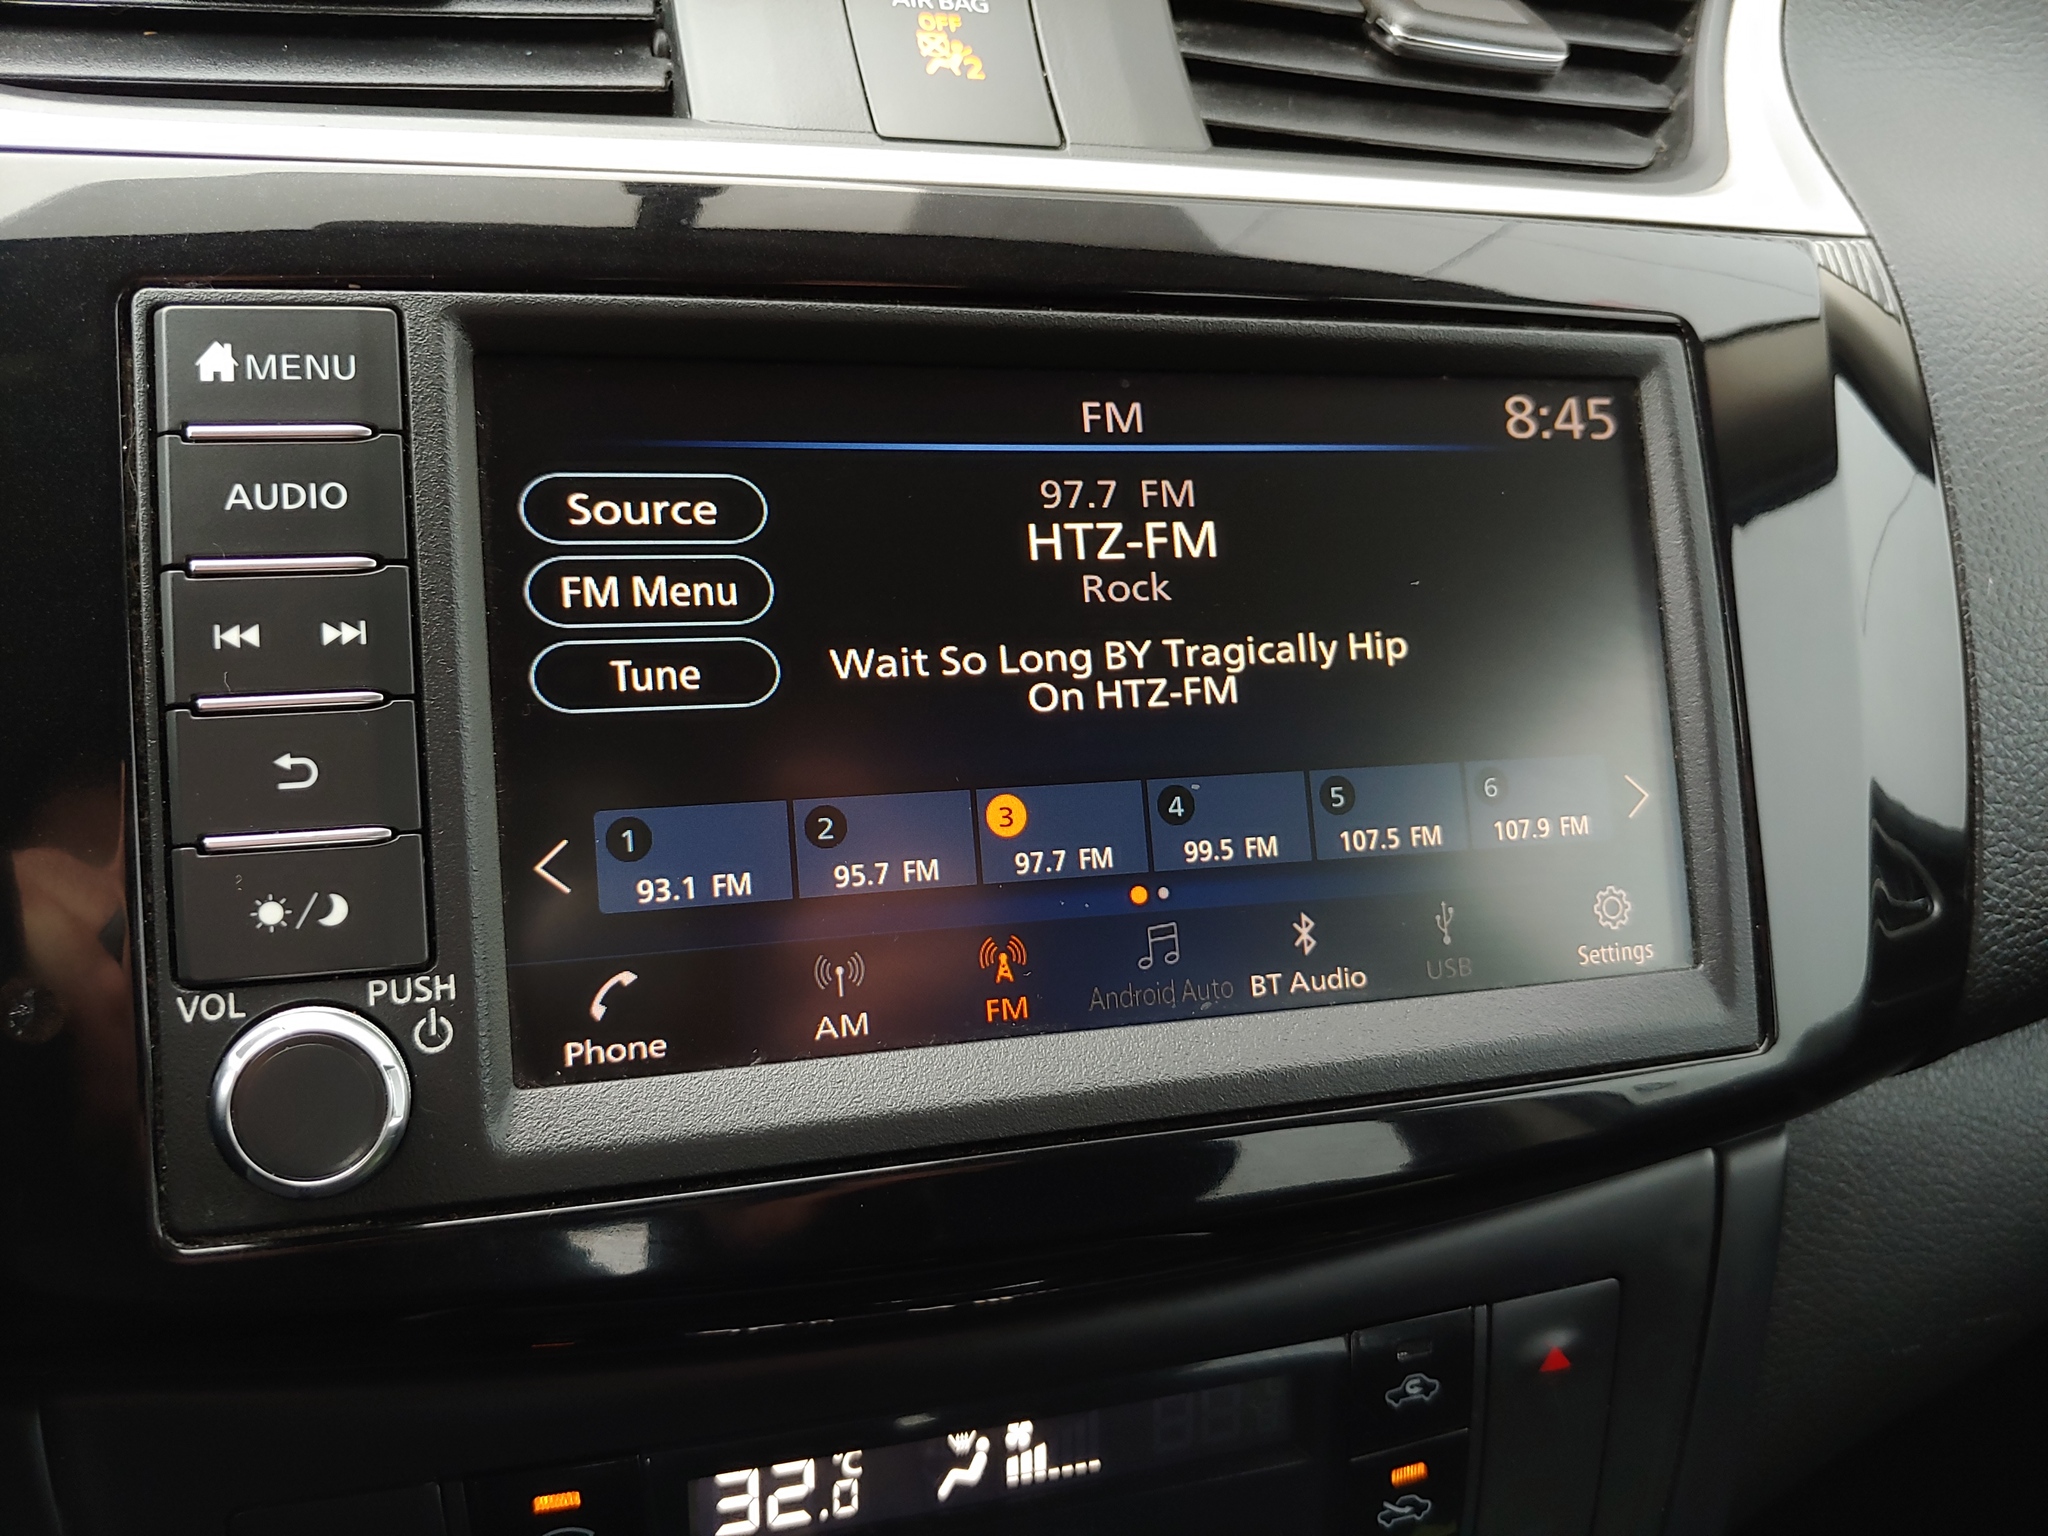 AIR BAG
OFF
2
MENU
AUDIO
VOL
PUSH
FM
8:45
Source
FM Menu
Tune
97.7 FM
HTZ-FM
Rock
Wait So Long BY Tragically Hip
On HTZ-FM
1 93.1 FM
2 95.7 FM
3 97.7 FM
4 99.5 FM
5 107.5 FM
6 107.9 FM
Phone
AM
FM
Android Auto
BT Audio
USB
Settings
32.0 °C